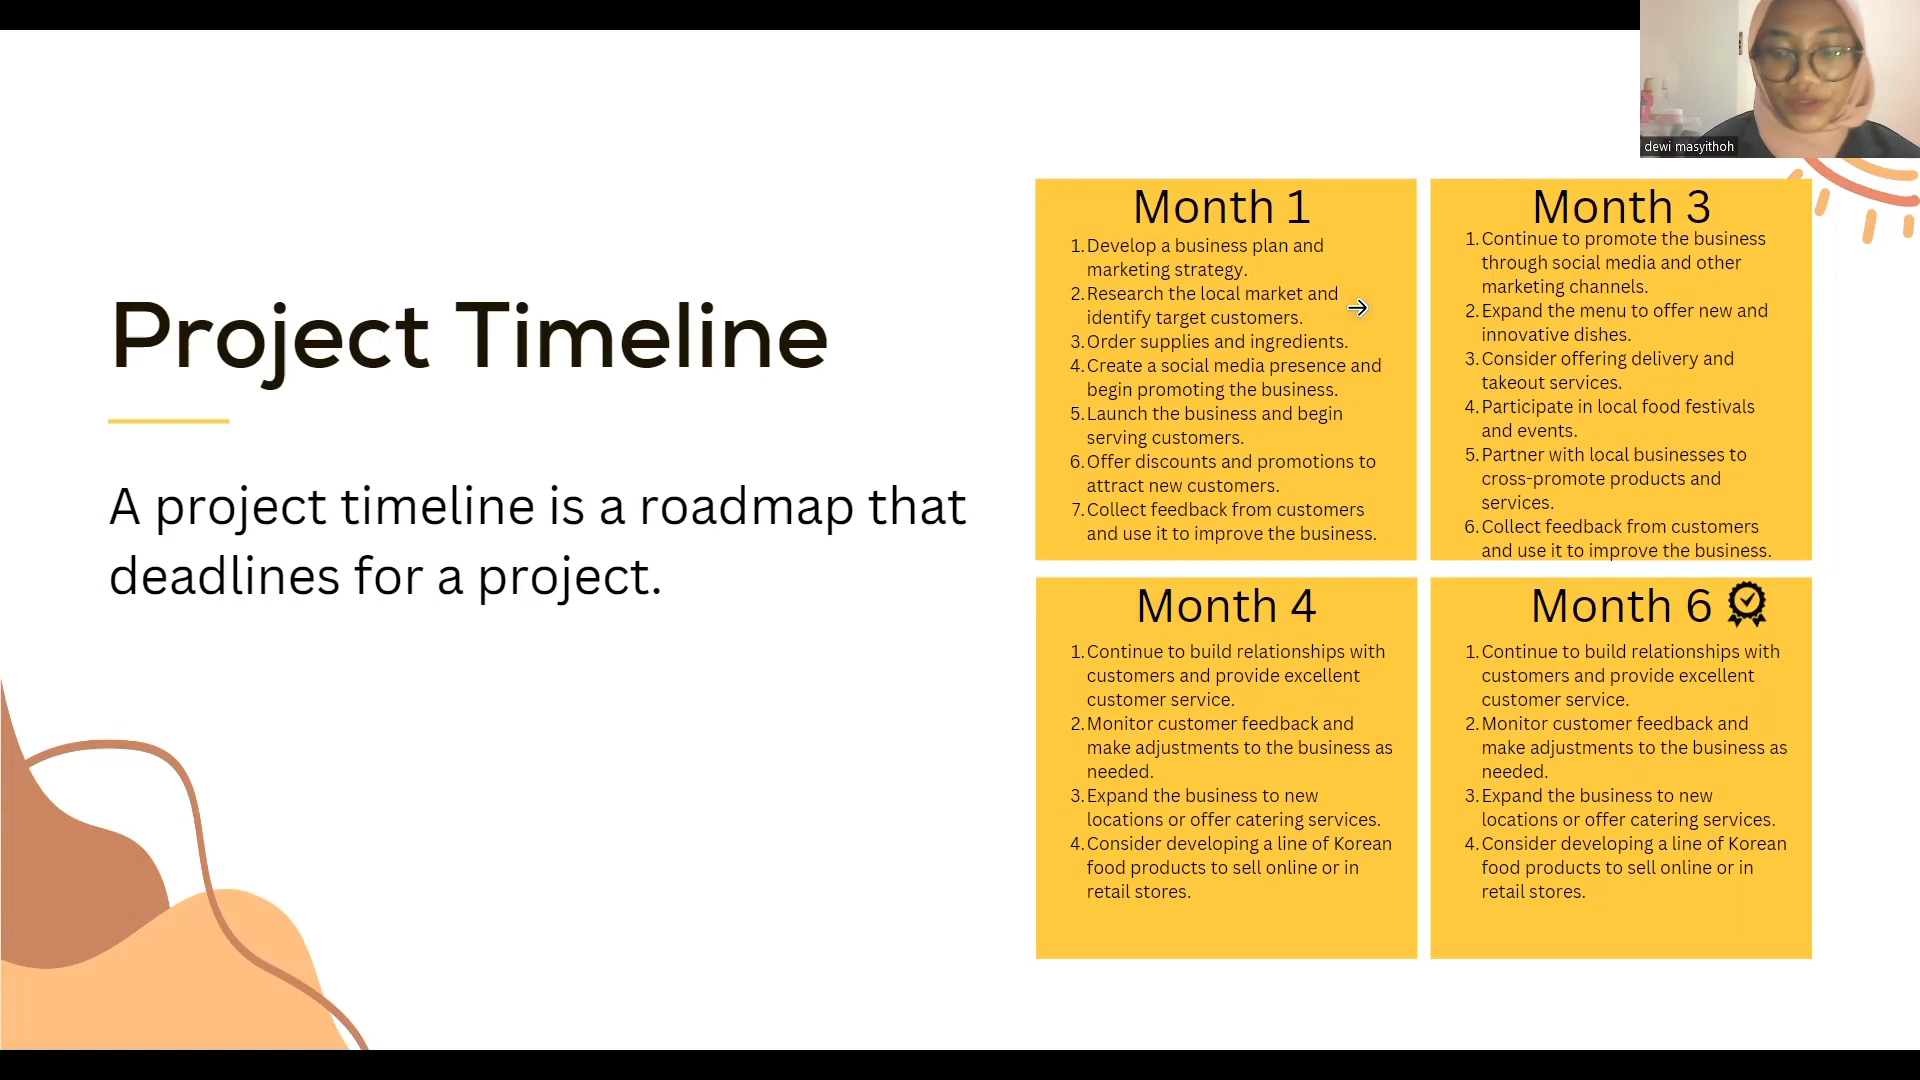 dewi masyithoh
Project Timeline
A project timeline is a roadmap that
deadlines for a project.
Month 1
1. Develop a business plan and
marketing strategy.
2. Research the local market and
identify target customers.
3. Order supplies and ingredients.
4. Create a social media presence and
begin promoting the business.
5. Launch the business and begin
serving customers.
6. Offer discounts and promotions to
attract new customers.
7. Collect feedback from customers
and use it to improve the business.
Month 3
1. Continue to promote the business
through social media and other
marketing channels.
2. Expand the menu to offer new and
innovative dishes.
3. Consider offering delivery and
takeout services.
4. Participate in local food festivals
and events.
5. Partner with local businesses to
cross-promote products and
services.
6. Collect feedback from customers
and use it to improve the business.
Month 4
1. Continue to build relationships with
customers and provide excellent
customer service.
2. Monitor customer feedback and
make adjustments to the business as
needed.
3. Expand the business to new
locations or offer catering services.
4. Consider developing a line of Korean
food products to sell online or in
retail stores.
Month 6
1. Continue to build relationships with
customers and provide excellent
customer service.
2. Monitor customer feedback and
make adjustments to the business as
needed.
3. Expand the business to new
locations or offer catering services.
4. Consider developing a line of Korean
food products to sell online or in
retail stores.